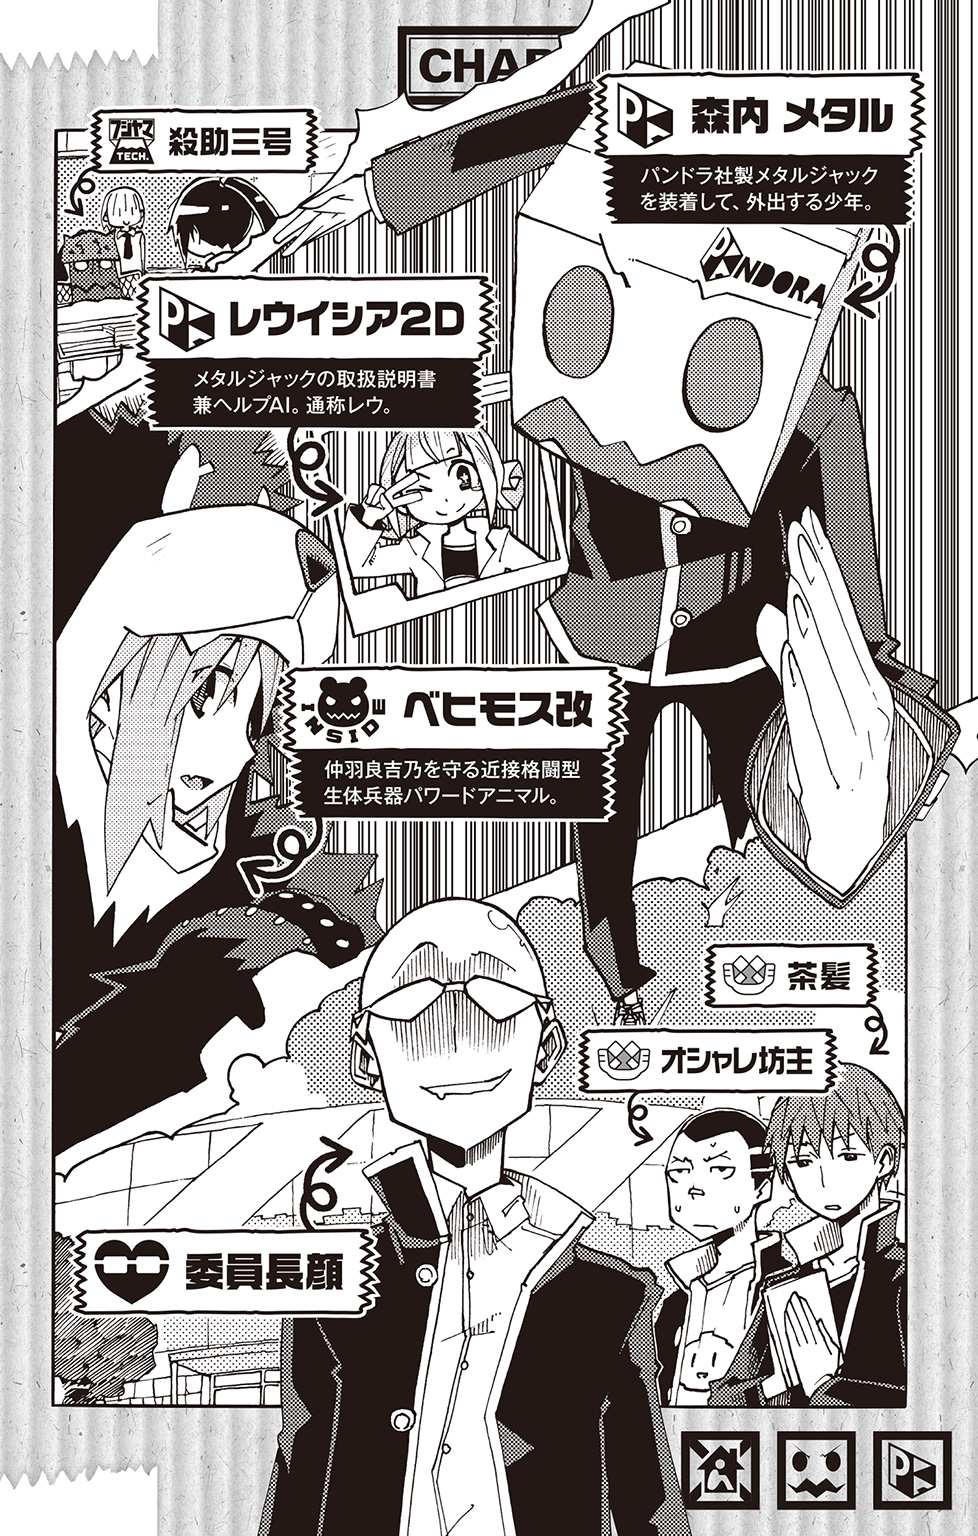 CHAR
P 森内 メタル
パンドラ社製メタルジャック
を装着して、外出する少年。
PANDORA
フジヤマ
TECH.
殺助三号
P レウイシア2D
メタルジャックの取扱説明書
兼ヘルプAI。通称レウ。
INSIDE
ベヒモス改
仲羽良吉乃を守る近接格闘型
生体兵器パワードアニマル。
茶髪
オシャレ坊主
委員長顔
P